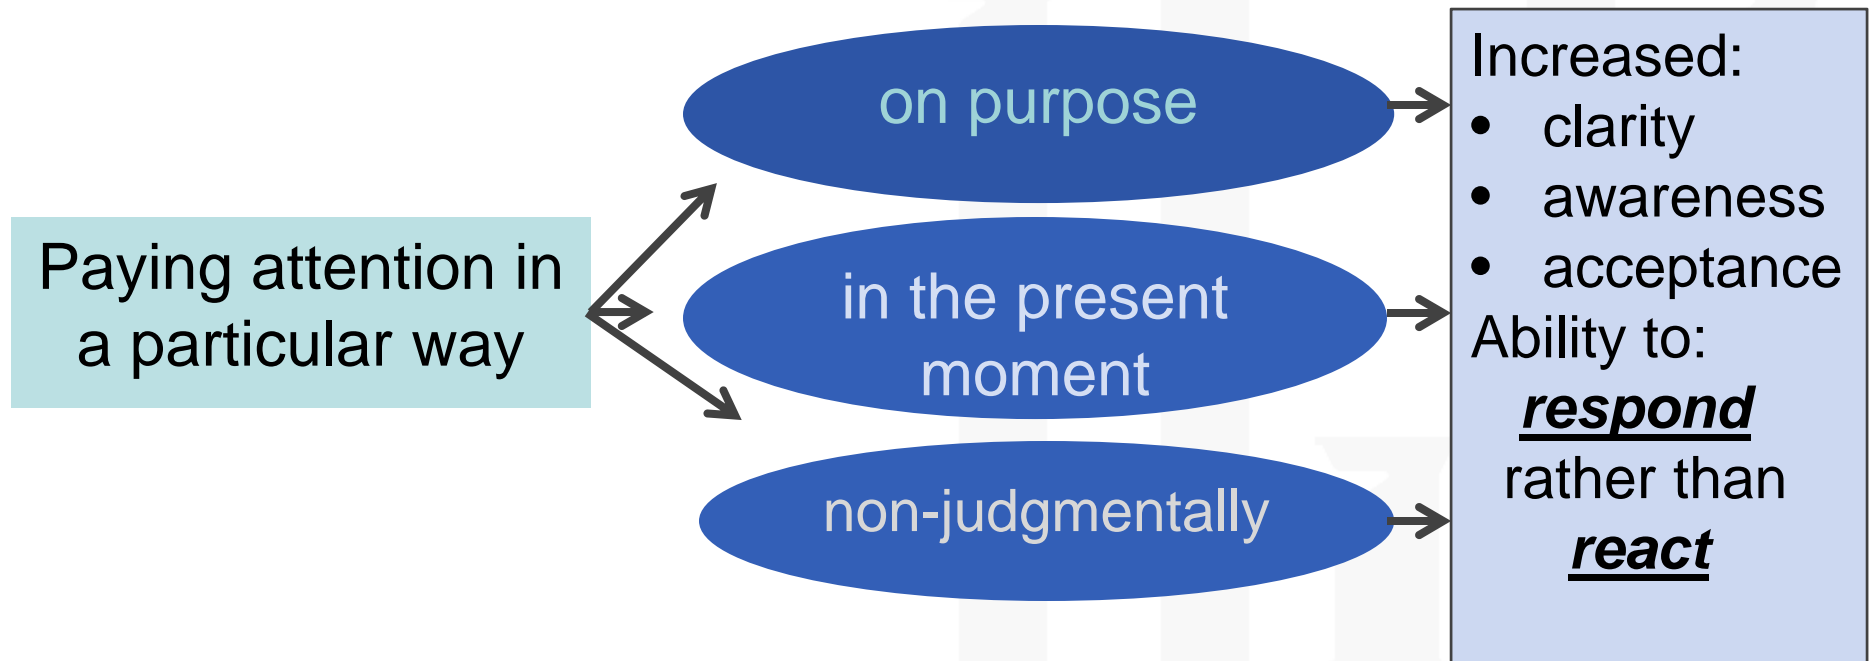 Paying attention in
a particular way
on purpose
in the present
moment
non-judgmentally
Increased:
• clarity
• awareness
• acceptance
Ability to:
respond
rather than
react